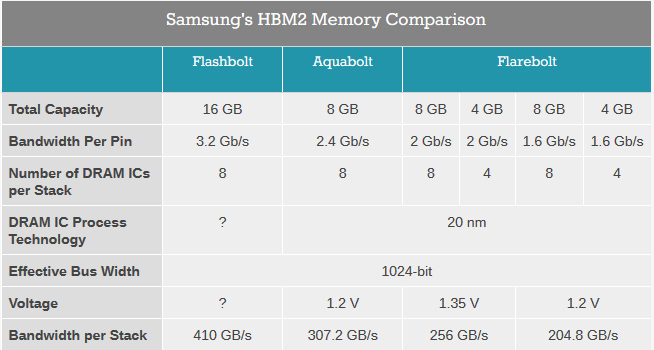 Samsung's HBM2 Memory Comparison
Flashbolt Aquabolt Flarebolt
Total Capacity 16 GB 8 GB 8 GB 4 GB 8 GB 4 GB
Bandwidth Per Pin 3.2 Gb/s 2.4 Gb/s 2 Gb/s 2 Gb/s 1.6 Gb/s 1.6 Gb/s
Number of DRAM ICs
per Stack 8 8 8 4 8 4
DRAM IC Process
Technology ? 20 nm
Effective Bus Width 1024-bit
Voltage ? 1.2 V 1.35 V 1.2 V
Bandwidth per Stack 410 GB/s 307.2 GB/s 256 GB/s 204.8 GB/s